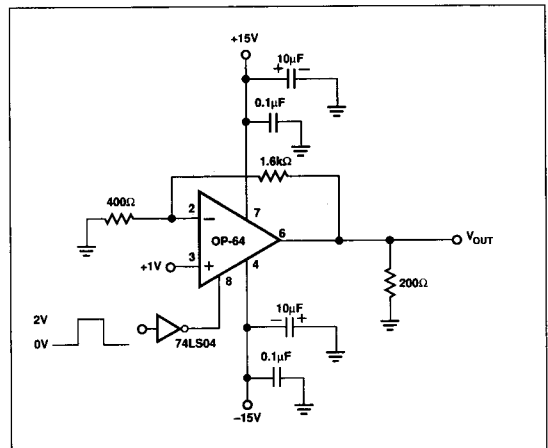 +15V
+ 10μF −
0.1μF
1.6kΩ
400Ω
2
−
7
OP-64
6
VOUT
3
+
+1V
4
8
200Ω
2V
0V
74LS04
− 10μF +
0.1μF
−15V